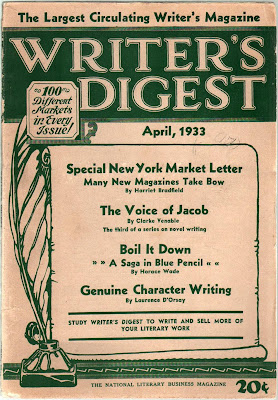 The Largest Circulating Writer's Magazine
WRITER'S
DIGEST
100
Different
Markets
in Every
Issue!
April, 1933
Special New York Market Letter
Many New Magazines Take Bow
By Harriet Bradfield
The Voice of Jacob
By Clarke Venable
The third of a series on novel writing
Boil It Down
» » A Saga in Blue Pencil « «
By Horace Wade
Genuine Character Writing
By Laurence D'Orsay
STUDY WRITER'S DIGEST TO WRITE AND SELL MORE OF
YOUR LITERARY WORK
THE NATIONAL LITERARY BUSINESS MAGAZINE
20¢